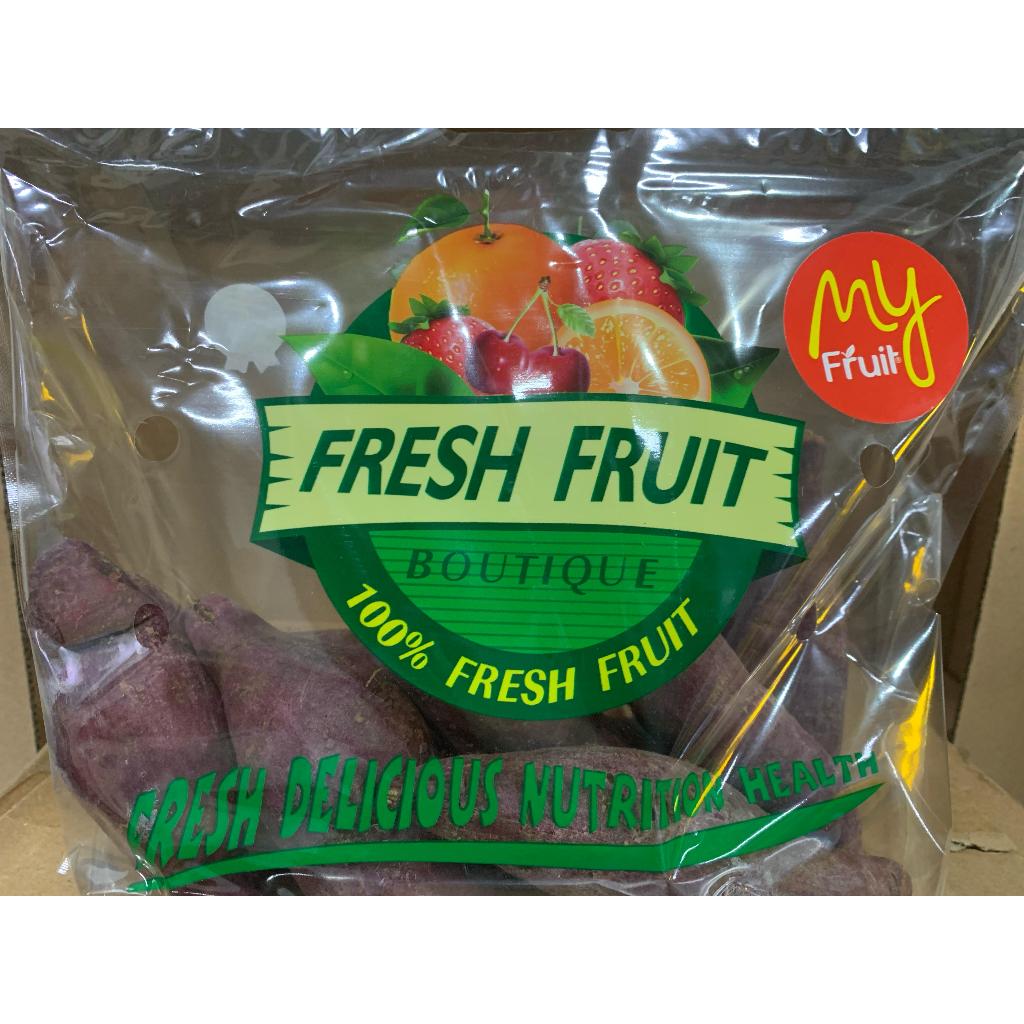 My
Fruit®
FRESH FRUIT
BOUTIQUE
100% FRESH FRUIT
FRESH DELICIOUS NUTRITION HEALTH